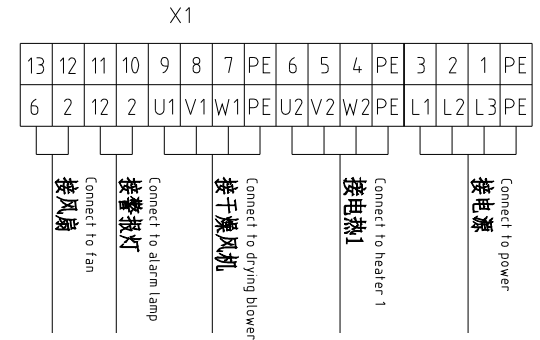 X1
13 12 11 10 9 8 7 PE 6 5 4 PE 3 2 1 PE
6 2 12 2 U1 V1 W1 PE U2 V2 W2 PE L1 L2 L3 PE
接风扇
Connect to fan
接警报灯
Connect to alarm lamp
接干燥风机
Connect to drying blower
接电热1
Connect to heater 1
接电源
Connect to power